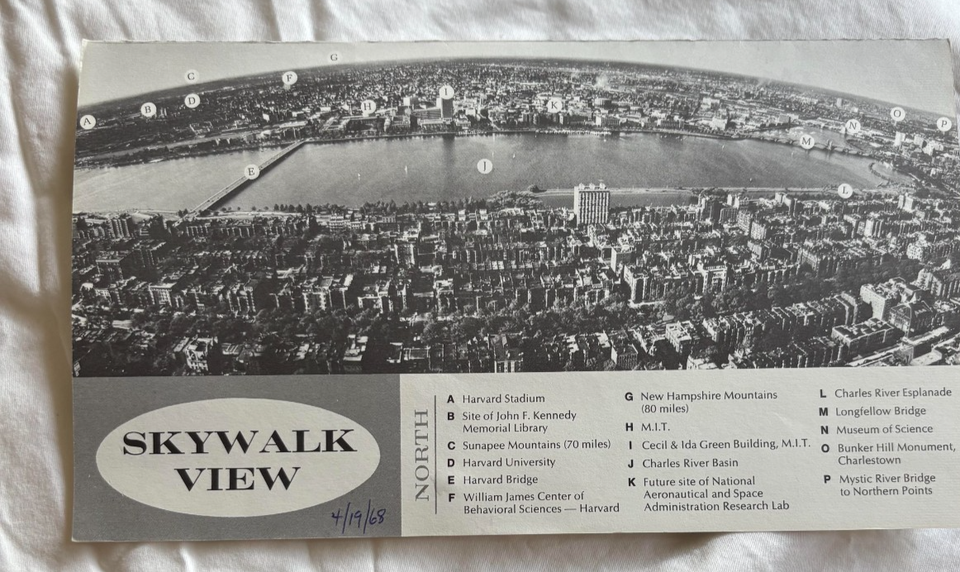 G
C
F
D
I
B
H
K
A
O
N
P
M
J
E
L
SKYWALK
VIEW
4/19/68
NORTH
A Harvard Stadium
B Site of John F. Kennedy
Memorial Library
C Sunapee Mountains (70 miles)
D Harvard University
E Harvard Bridge
F William James Center of
Behavioral Sciences — Harvard
G New Hampshire Mountains
(80 miles)
H M.I.T.
I Cecil & Ida Green Building, M.I.T.
J Charles River Basin
K Future site of National
Aeronautical and Space
Administration Research Lab
L Charles River Esplanade
M Longfellow Bridge
N Museum of Science
O Bunker Hill Monument,
Charlestown
P Mystic River Bridge
to Northern Points